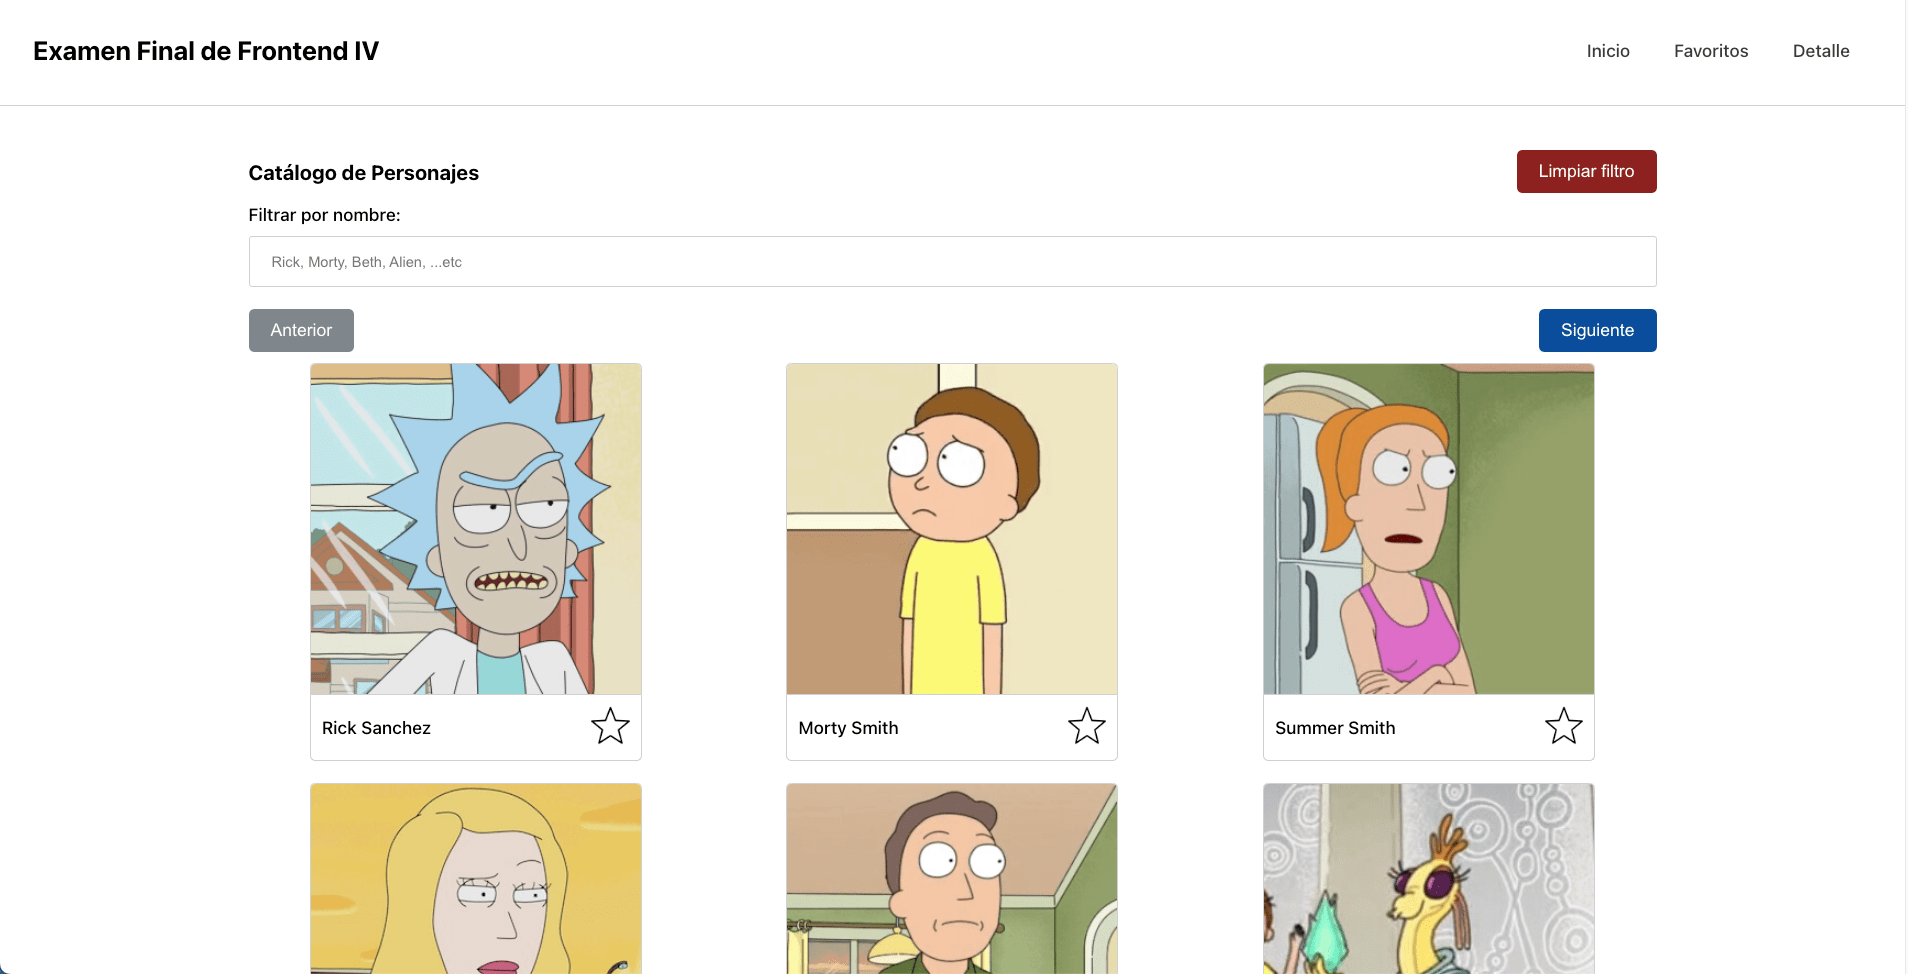 Examen Final de Frontend IV
Inicio Favoritos Detalle
Catálogo de Personajes
Limpiar filtro
Filtrar por nombre:
Rick, Morty, Beth, Alien, ...etc
Anterior
Siguiente
Rick Sanchez
Morty Smith
Summer Smith